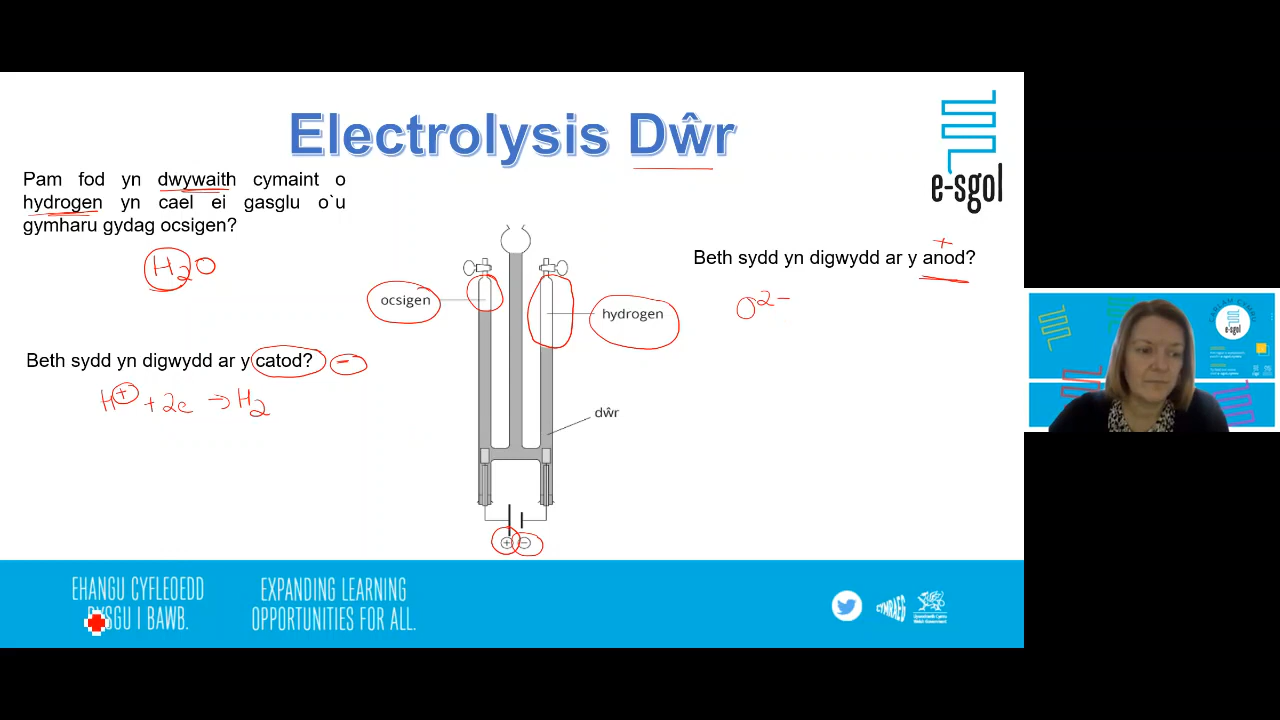 Electrolysis Dŵr
Pam fod yn dwywaith cymaint o
hydrogen yn cael ei gasglu o`u
gymharu gydag ocsigen?
H₂O
Beth sydd yn digwydd ar y catod? −
H⁺ + 2e → H₂
ocsigen
hydrogen
dŵr
+ −
+
Beth sydd yn digwydd ar y anod?
O²⁻
e-sgol
EHANGU CYFLEOEDD
DYSGU I BAWB.
EXPANDING LEARNING
OPPORTUNITIES FOR ALL.
CYMRAEG
e-sgol